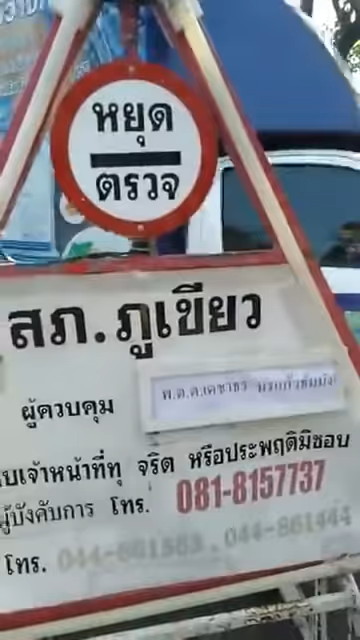 หยุด
ตรวจ
สภ.ภูเขียว
ผู้ควบคุม
พ.ต.ต.เดชาธร
บเจ้าหน้าที่ทุ จริต หรือประพฤติมิชอบ
ผู้บังคับการ โทร. 081-8157737
โทร. 044-861363 , 044-861444